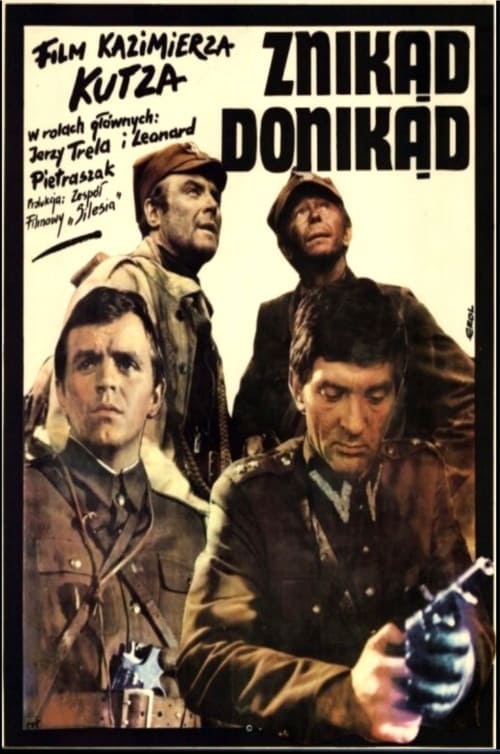 FILM KAZIMIERZA
KUTZA
w rolach głównych:
Jerzy Trela i Leonard
Pietraszak
Produkcja: Zespół
Filmowy „Silesia"
ZNIKĄD
DONIKĄD
EROL